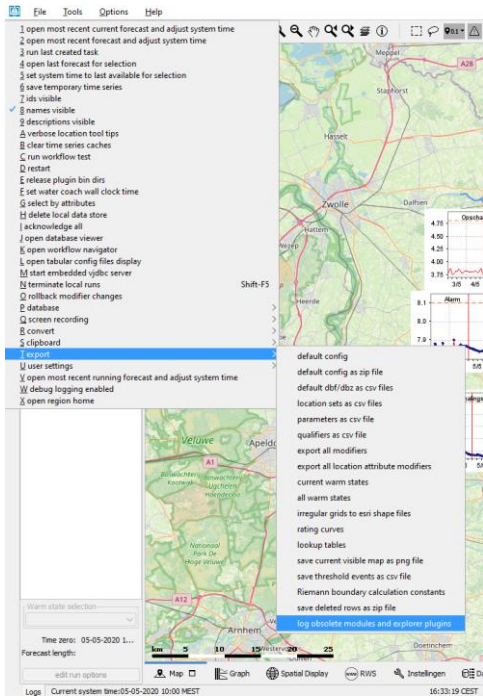 File Tools Options Help
1 open most recent current forecast and adjust system time
2 open most recent forecast and adjust system time
3 run last created task
4 open last forecast for selection
5 set system time to last available for selection
6 save temporary time series
7 ids visible
8 names visible
9 descriptions visible
A verbose location tool tips
B clear time series caches
C run workflow test
D restart
E release plugin bin dirs
F set water coach wall clock time
G select by attributes
H delete local data store
I acknowledge all
J open database viewer
K open workflow navigator
L open tabular config files display
M start embedded vjdbc server
N terminate local runs Shift-F5
O rollback modifier changes
P database
Q screen recording
R convert
S clipboard
T export
U user settings
V open most recent running forecast and adjust system time
W debug logging enabled
X open region home
default config
default config as zip file
default dbf/dbz as csv files
location sets as csv file
parameters as csv file
qualifiers as csv file
export all modifiers
export all location attribute modifiers
current warm states
all warm states
irregular grids to esri shape files
rating curves
lookup tables
save current visible map as png file
save threshold events as csv file
Riemann boundary calculation constants
save deleted rows as zip file
log obsolete modules and explorer plugins
0.1
Meppel
A28
Staphorst
Hasselt
Zwolle
Dalfsen
Hattem
Wezep
Heerde
4.75
4.50
4.25
4.00
3.75
3/5 4/5
Alarm
8.1
7.9
5/5
Veluwe
A1
Nationaal
Park De
Hoge Veluwe
A12
Arnhem
Doetinchem
km 5 10 15 20 25
Warm state selection
Time zero: 05-05-2020 1...
Forecast length:
edit run options
Map Graph Spatial Display RWS Instellingen
Logs Current system time:05-05-2020 10:00 MEST 16:33:19 CEST